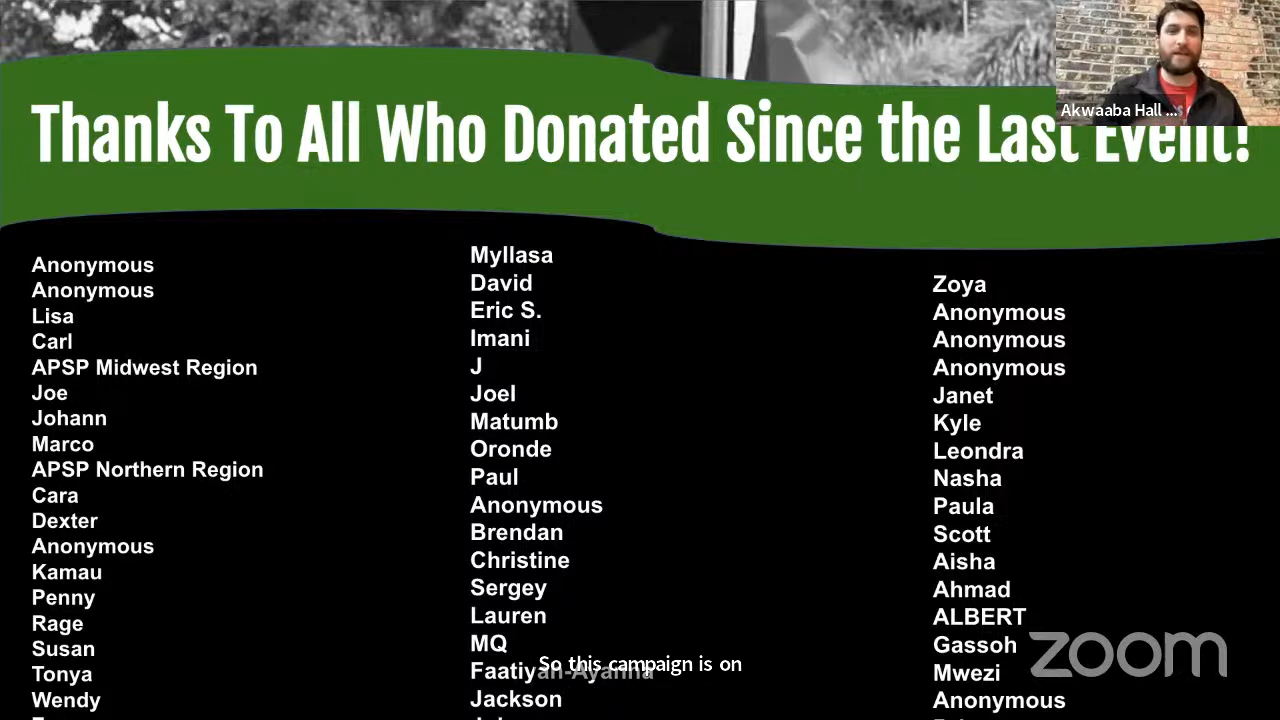 Thanks To All Who Donated Since the Last Event!
Akwaaba Hall ...
Anonymous
Anonymous
Lisa
Carl
APSP Midwest Region
Joe
Johann
Marco
APSP Northern Region
Cara
Dexter
Anonymous
Kamau
Penny
Rage
Susan
Tonya
Wendy
Myllasa
David
Eric S.
Imani
J
Joel
Matumb
Oronde
Paul
Anonymous
Brendan
Christine
Sergey
Lauren
MQ
Faatiyah-Ayanna
Jackson
Zoya
Anonymous
Anonymous
Anonymous
Janet
Kyle
Leondra
Nasha
Paula
Scott
Aisha
Ahmad
ALBERT
Gassoh
Mwezi
Anonymous
So this campaign is on
zoom